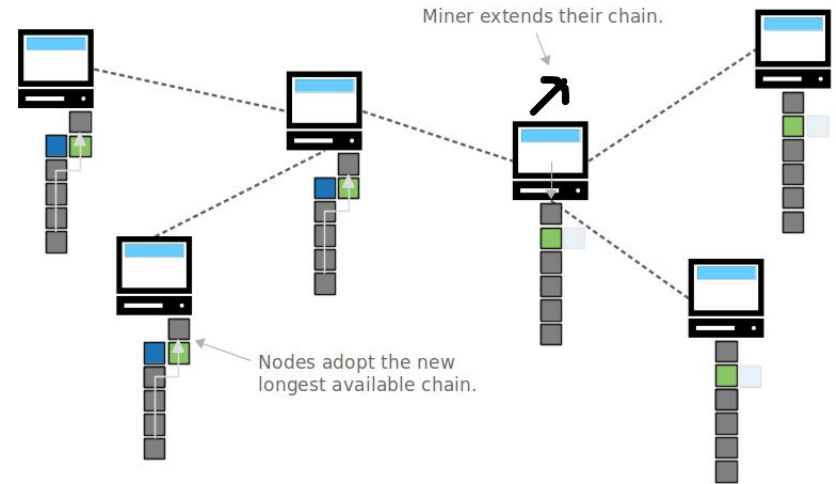 Miner extends their chain.
Nodes adopt the new
longest available chain.